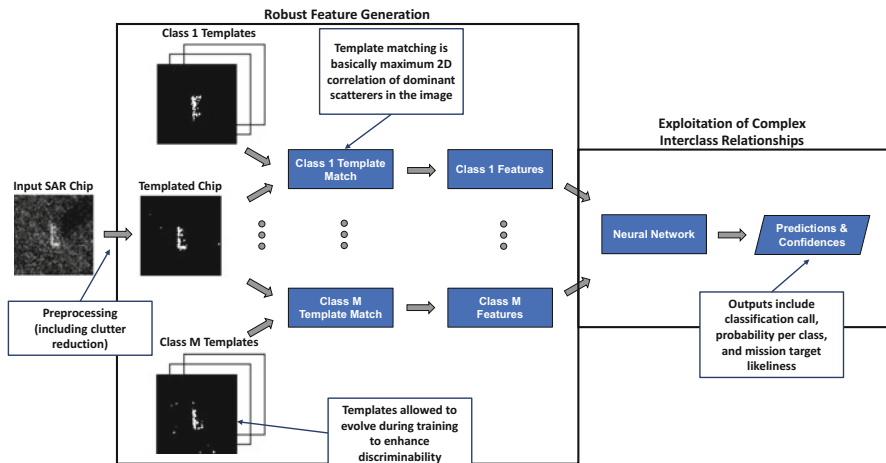 Robust Feature Generation
Class 1 Templates
Template matching is
basically maximum 2D
correlation of dominant
scatterers in the image
Exploitation of Complex
Interclass Relationships
Class 1 Template
Match
Class 1 Features
Input SAR Chip
Templated Chip
Neural Network
Predictions &
Confidences
Preprocessing
(including clutter
reduction)
Class M
Template Match
Class M
Features
Outputs include
classification call,
probability per class,
and mission target
likeliness
Class M Templates
Templates allowed to
evolve during training
to enhance
discriminability